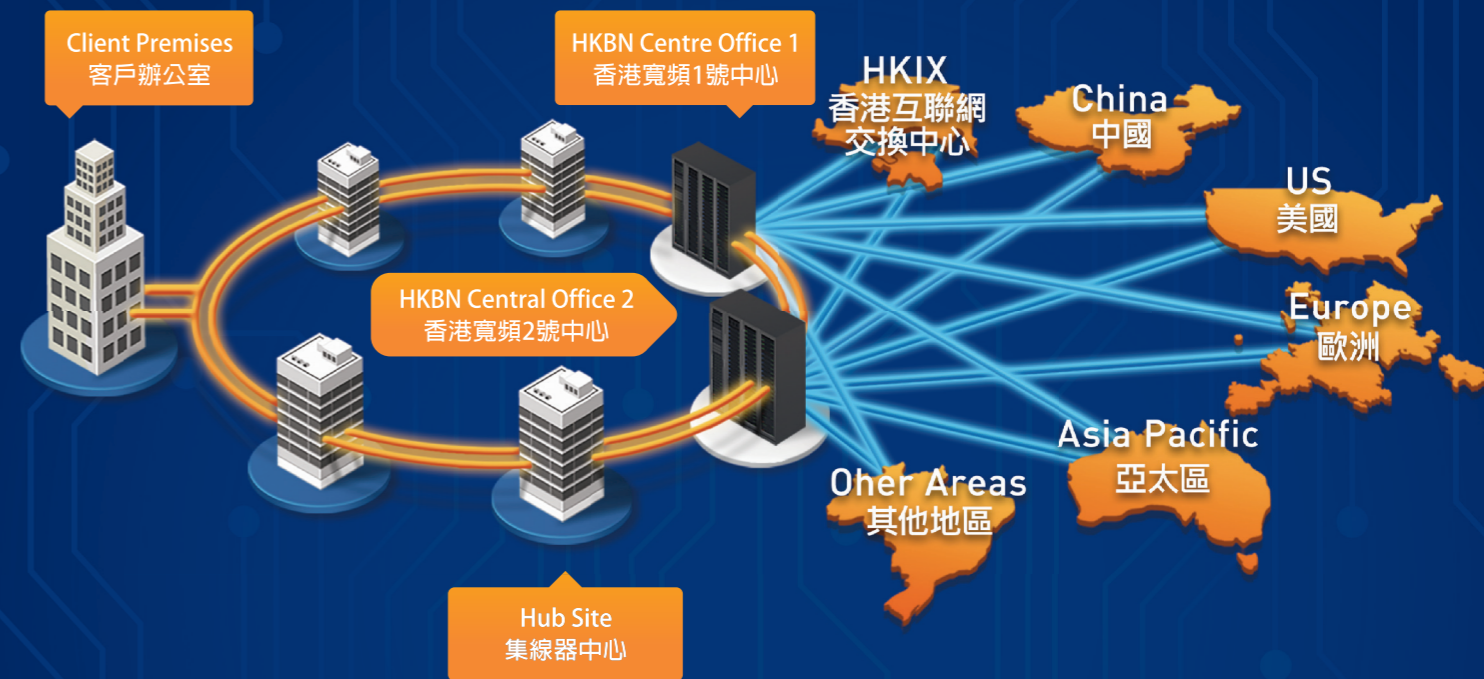 Client Premises
客戶辦公室
HKBN Centre Office 1
香港寬頻1號中心
HKIX
香港互聯網
交換中心
China
中國
US
美國
HKBN Central Office 2
香港寬頻2號中心
Europe
歐洲
Asia Pacific
亞太區
Oher Areas
其他地區
Hub Site
集線器中心